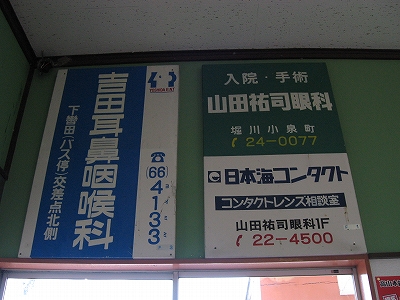 吉田耳鼻咽喉科
下轡田(バス停)交差点北側
☎(66)4133
入院・手術
山田祐司眼科
堀川小泉町
24-0077
日本海コンタクト
コンタクトレンズ相談室
山田祐司眼科1F
22-4500